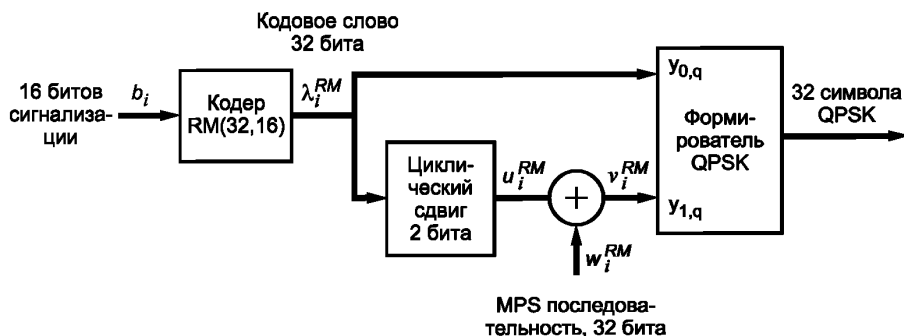 Кодовое слово
32 бита
16 битов
сигнализа-
ции
b_i
Кодер
RM(32,16)
λ_i^RM
y_0,q
Форми-
рователь
QPSK
y_1,q
32 символа
QPSK
Цикли-
ческий
сдвиг
2 бита
u_i^RM
+
v_i^RM
w_i^RM
MPS последова-
тельность, 32 бита